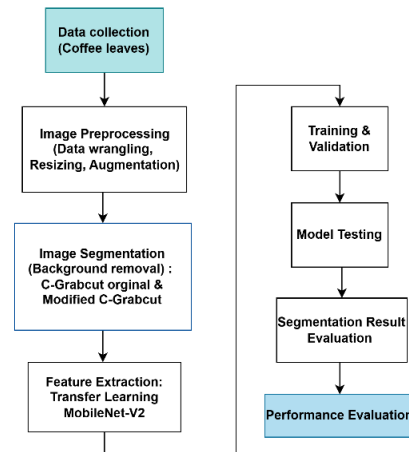 Data collection
(Coffee leaves)
Image Preprocessing
(Data wrangling,
Resizing, Augmentation)
Image Segmentation
(Background removal) :
C-Grabcut orginal &
Modified C-Grabcut
Feature Extraction:
Transfer Learning
MobileNet-V2
Training &
Validation
Model Testing
Segmentation Result
Evaluation
Performance Evaluation